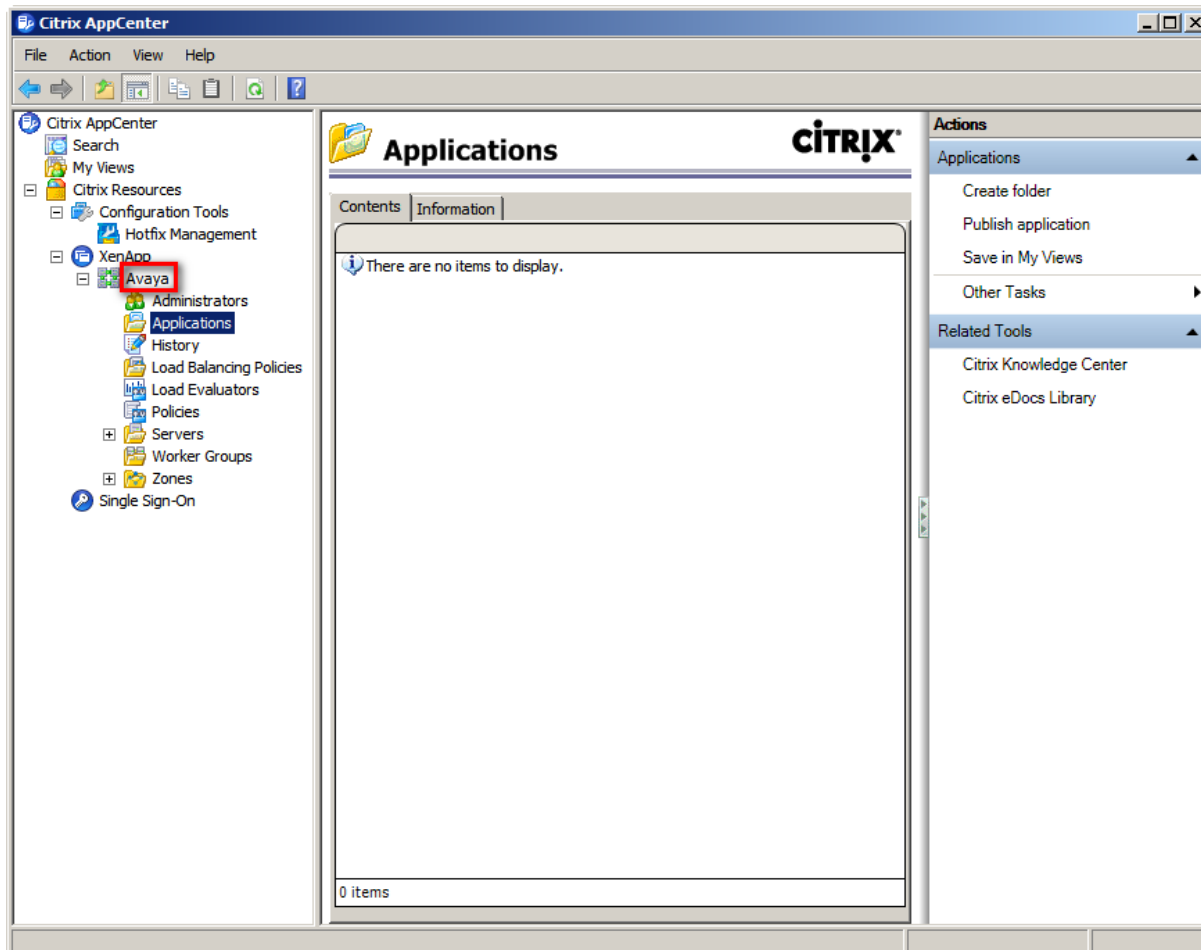 Citrix AppCenter
File Action View Help
Citrix AppCenter
Search
My Views
Citrix Resources
Configuration Tools
Hotfix Management
XenApp
Avaya
Administrators
Applications
History
Load Balancing Policies
Load Evaluators
Policies
Servers
Worker Groups
Zones
Single Sign-On
Applications
CİTRIX
Contents Information
There are no items to display.
0 items
Actions
Applications
Create folder
Publish application
Save in My Views
Other Tasks
Related Tools
Citrix Knowledge Center
Citrix eDocs Library